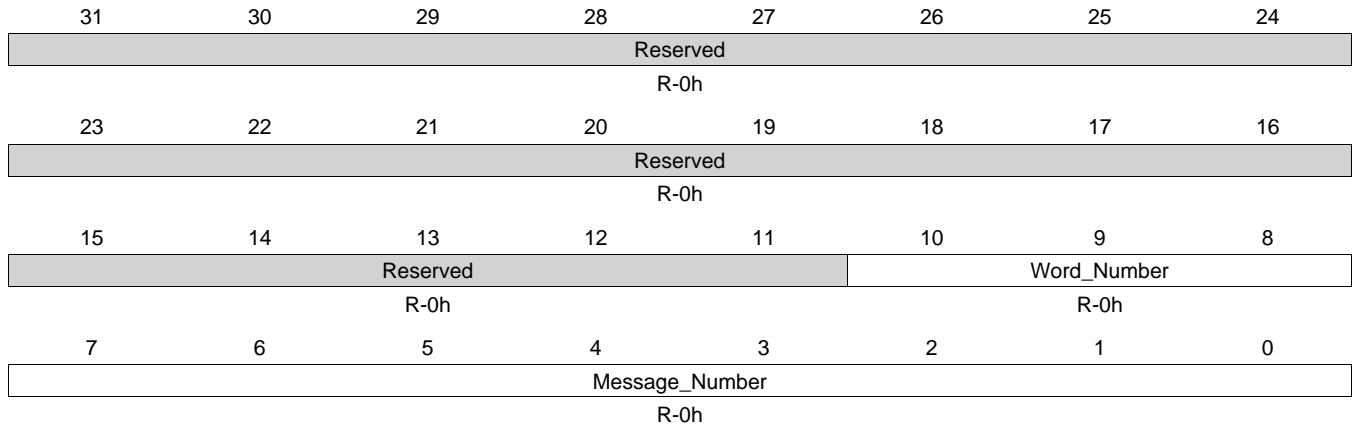 31 30 29 28 27 26 25 24
Reserved
R-0h
23 22 21 20 19 18 17 16
Reserved
R-0h
15 14 13 12 11 10 9 8
Reserved Word_Number
R-0h R-0h
7 6 5 4 3 2 1 0
Message_Number
R-0h